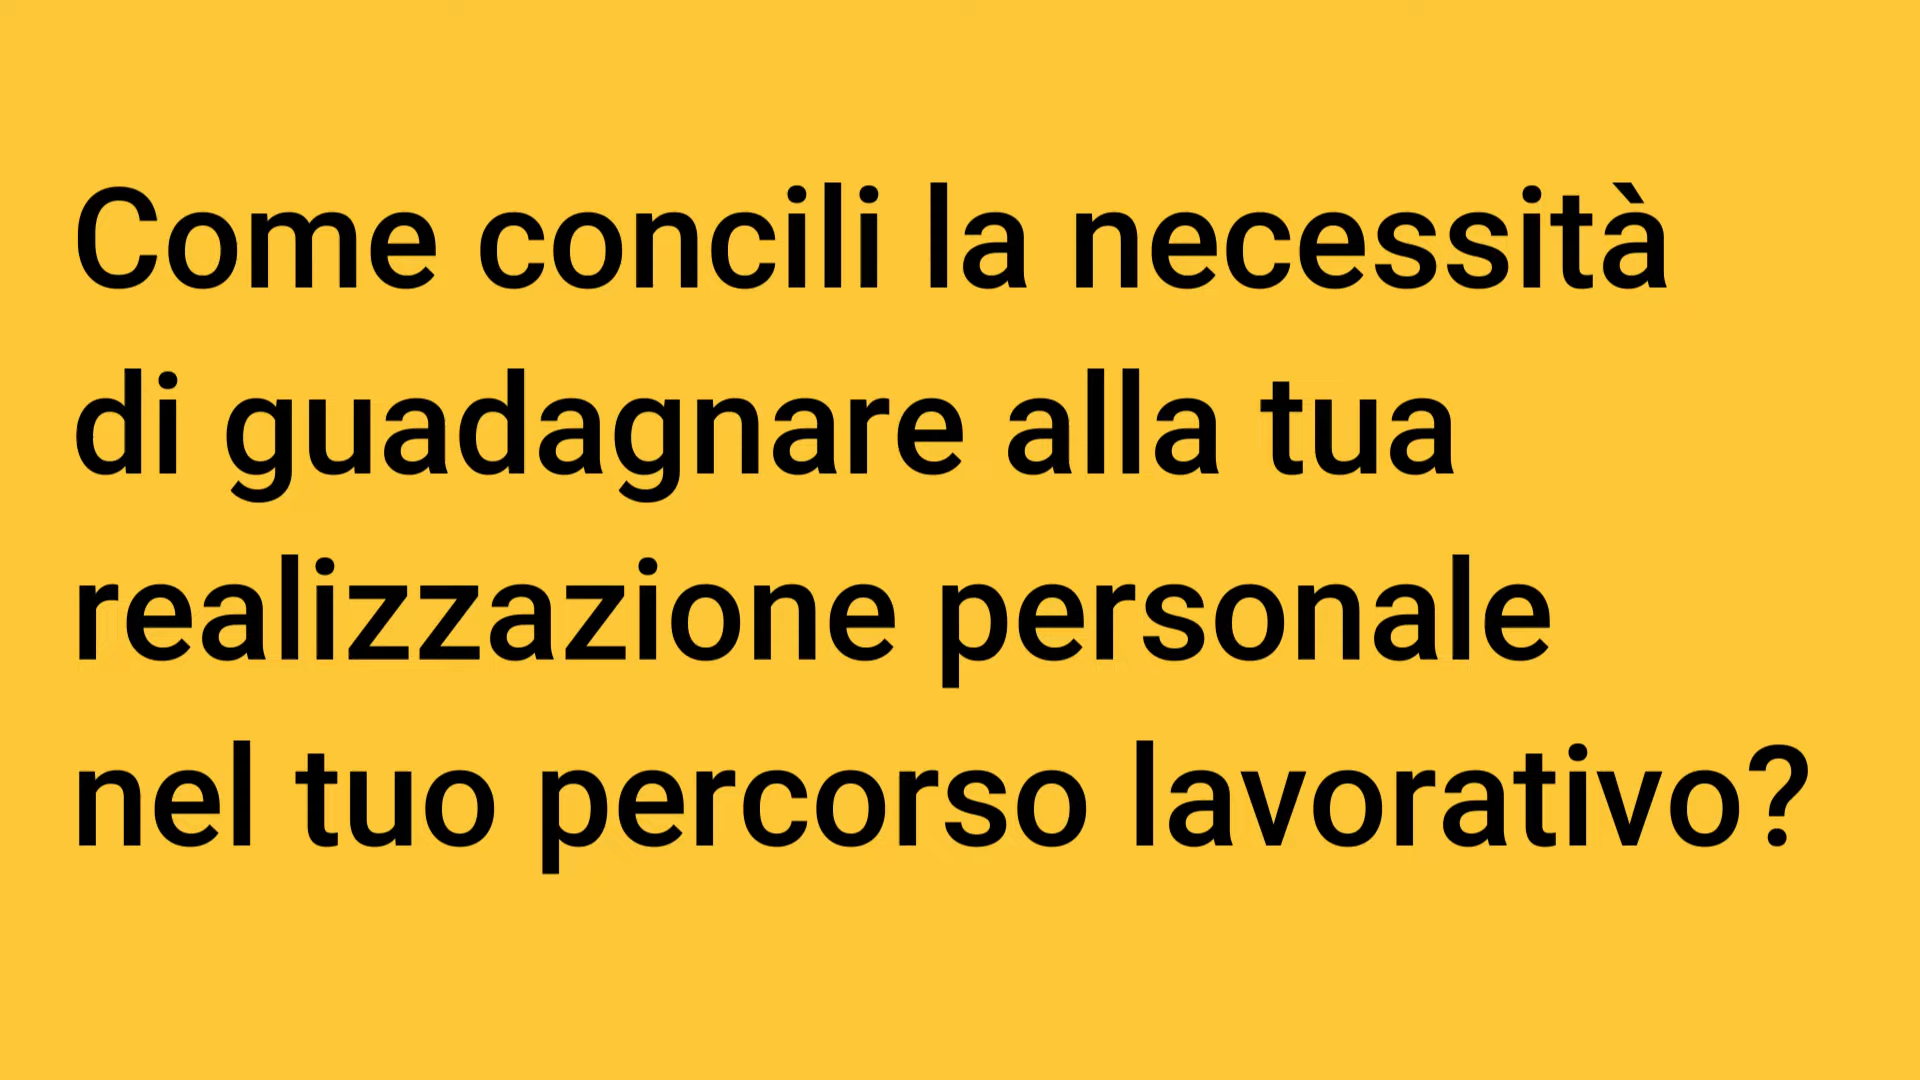 Come concili la necessità
di guadagnare alla tua
realizzazione personale
nel tuo percorso lavorativo?